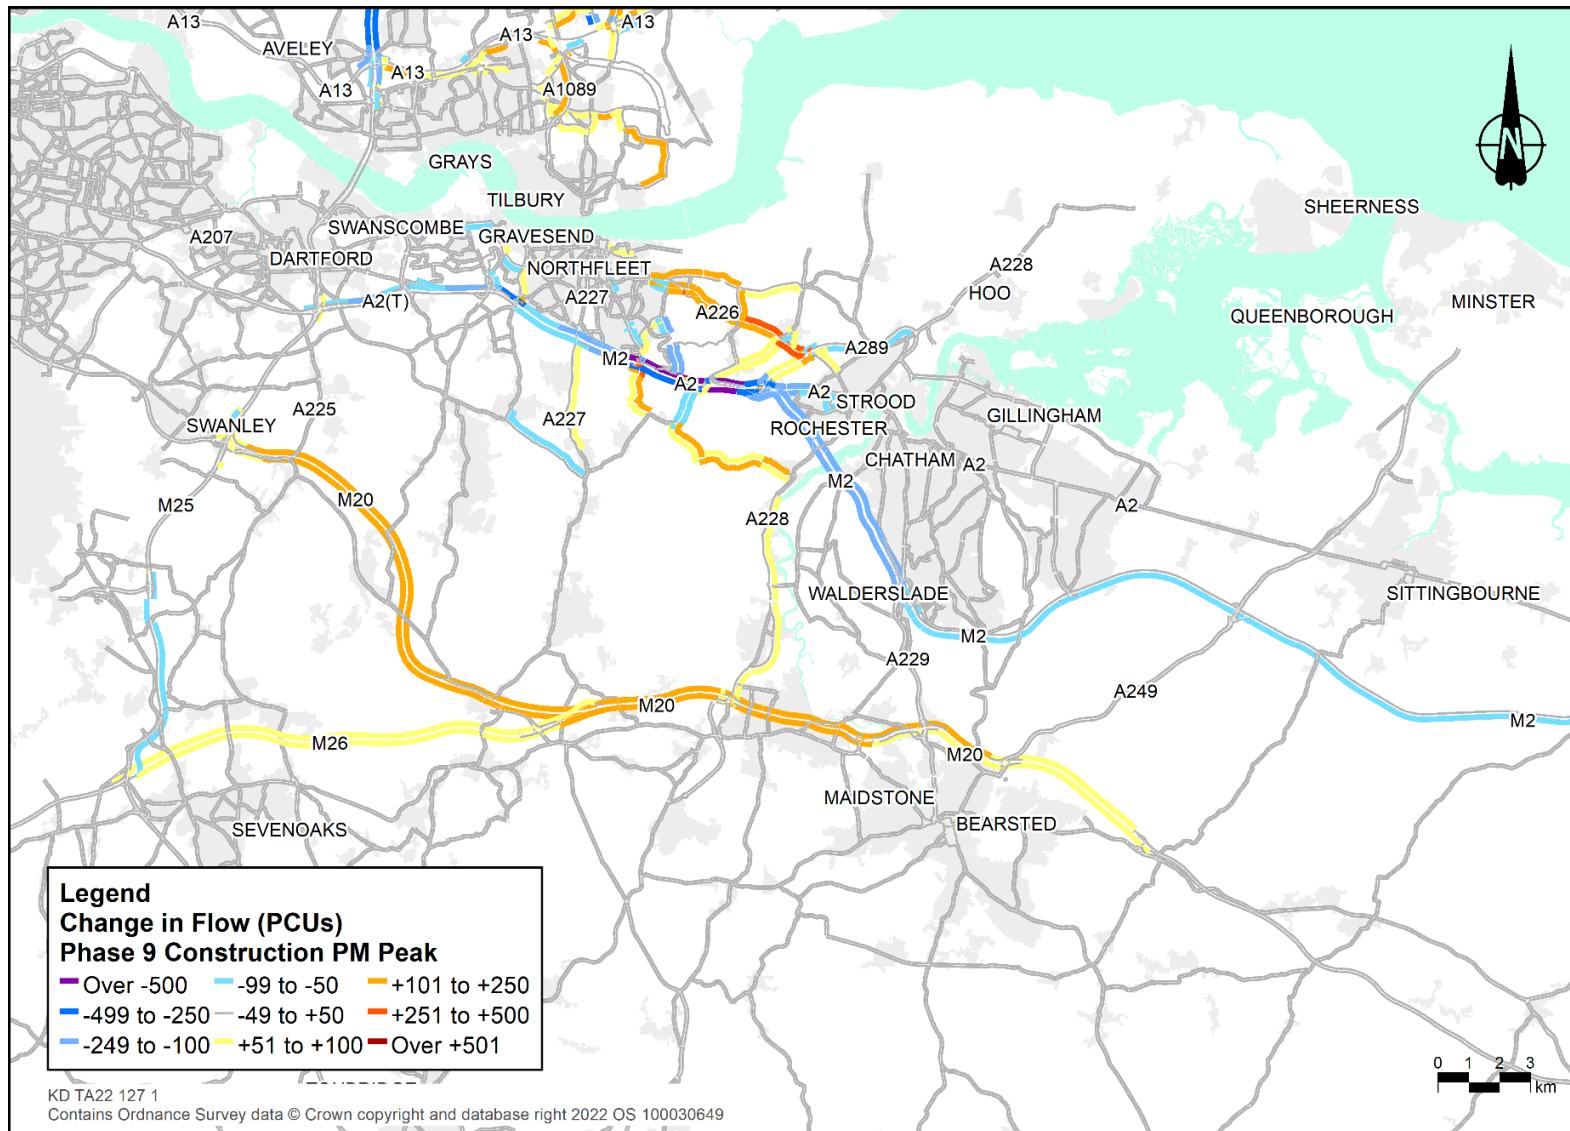 A13
A13
A13
AVELEY
A13
A13
A1089
GRAYS
TILBURY
SHEERNESS
SWANSCOMBE
A207
GRAVESEND
DARTFORD
NORTHFLEET
A228
HOO
A2(T)
A227
MINSTER
A226
QUEENBOROUGH
A289
M2
A2
A2
STROOD
A225
A227
GILLINGHAM
SWANLEY
ROCHESTER
CHATHAM
A2
M2
M20
M25
A2
A228
WALDERSLADE
SITTINGBOURNE
M2
A229
A249
M20
M2
M26
M20
MAIDSTONE
BEARSTED
SEVENOAKS
N
Legend
Change in Flow (PCUs)
Phase 9 Construction PM Peak
Over -500 -99 to -50 +101 to +250
-499 to -250 -49 to +50 +251 to +500
-249 to -100 +51 to +100 Over +501
0 1 2 3
km
KD TA22 127 1
Contains Ordnance Survey data © Crown copyright and database right 2022 OS 100030649